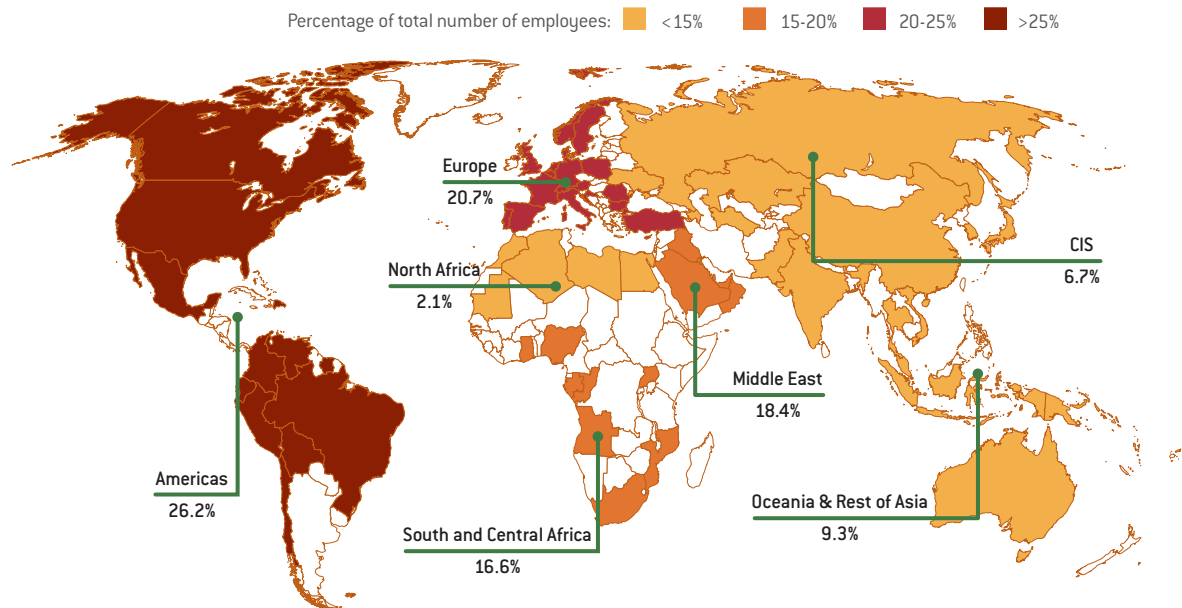 Percentage of total number of employees: <15% 15-20% 20-25% >25%
Europe
20.7%
CIS
6.7%
North Africa
2.1%
Middle East
18.4%
Americas
26.2%
Oceania & Rest of Asia
9.3%
South and Central Africa
16.6%